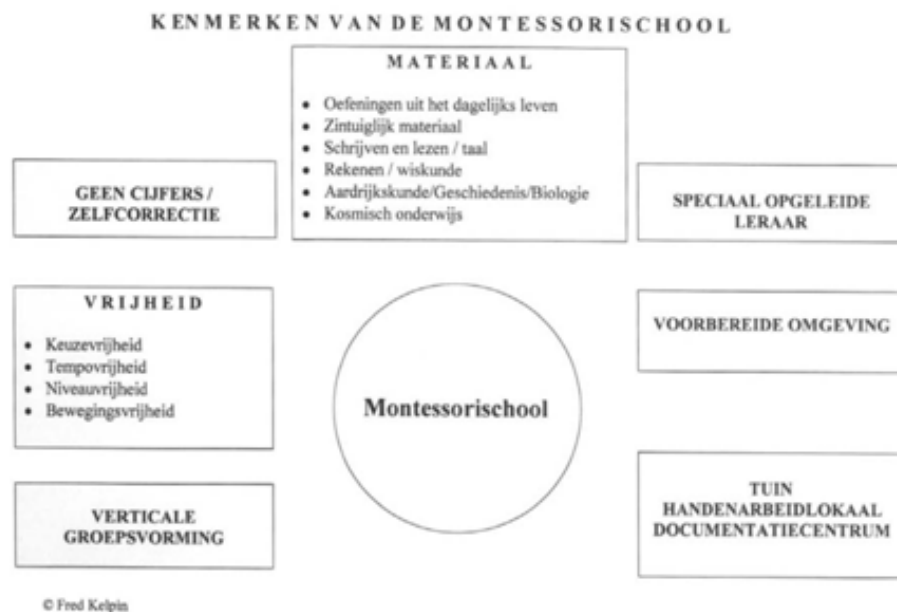 KENMERKEN VAN DE MONTESSORISCHOOL
MATERIAAL
• Oefeningen uit het dagelijks leven
• Zintuiglijk materiaal
• Schrijven en lezen / taal
• Rekenen / wiskunde
• Aardrijkskunde/Geschiedenis/Biologie
• Kosmisch onderwijs
GEEN CIJFERS /
ZELFCORRECTIE
SPECIAAL OPGELEIDE
LERAAR
VRIJHEID
• Keuzevrijheid
• Tempovrijheid
• Niveauvrijheid
• Bewegingsvrijheid
VOORBEREIDE OMGEVING
Montessorischool
VERTICALE
GROEPSVORMING
TUIN
HANDENARBEIDLOKAAL
DOCUMENTATIECENTRUM
© Fred Kelpin